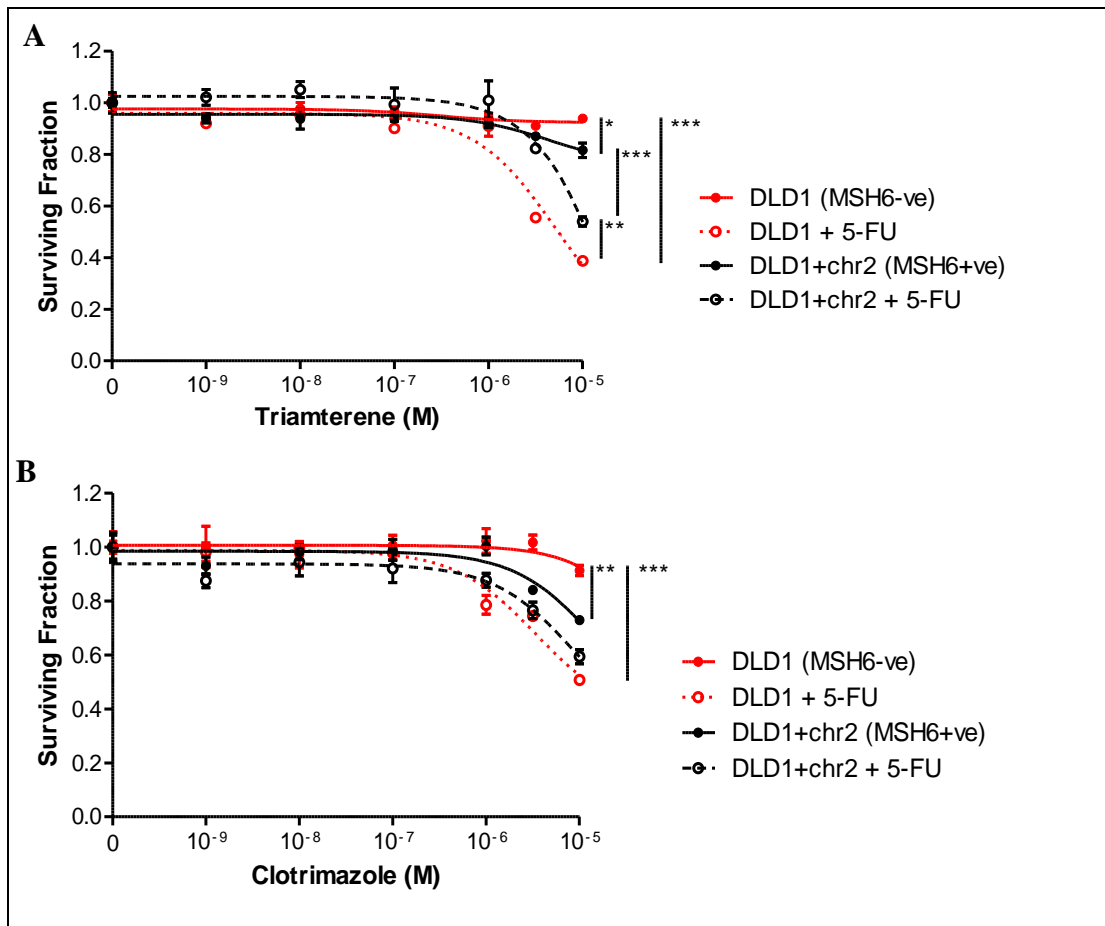 A
1.2
1.0
0.8
0.6
0.4
0.2
0.0
Surviving Fraction
0 10⁻⁹ 10⁻⁸ 10⁻⁷ 10⁻⁶ 10⁻⁵
Triamterene (M)
* *** ***
**
DLD1 (MSH6-ve)
DLD1 + 5-FU
DLD1+chr2 (MSH6+ve)
DLD1+chr2 + 5-FU
B
1.2
1.0
0.8
0.6
0.4
0.2
0.0
Surviving Fraction
0 10⁻⁹ 10⁻⁸ 10⁻⁷ 10⁻⁶ 10⁻⁵
Clotrimazole (M)
** ***
DLD1 (MSH6-ve)
DLD1 + 5-FU
DLD1+chr2 (MSH6+ve)
DLD1+chr2 + 5-FU